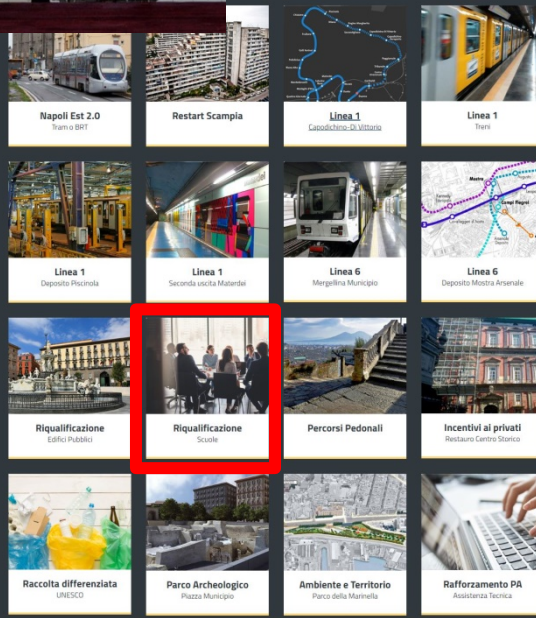 Napoli Est 2.0
Tram o BRT
Restart Scampia
Linea 1
Capodichino-Di Vittorio
Linea 1
Treni
Linea 1
Deposito Piscinola
Linea 1
Seconda uscita Materdei
Linea 6
Mergellina Municipio
Mostra
Campi Flegrei
Linea 6
Deposito Mostra Arsenale
Riqualificazione
Edifici Pubblici
Riqualificazione
Scuole
Percorsi Pedonali
Incentivi ai privati
Restauro Centro Storico
Raccolta differenziata
UNESCO
Parco Archeologico
Piazza Municipio
Ambiente e Territorio
Parco della Marinella
Rafforzamento PA
Assistenza Tecnica